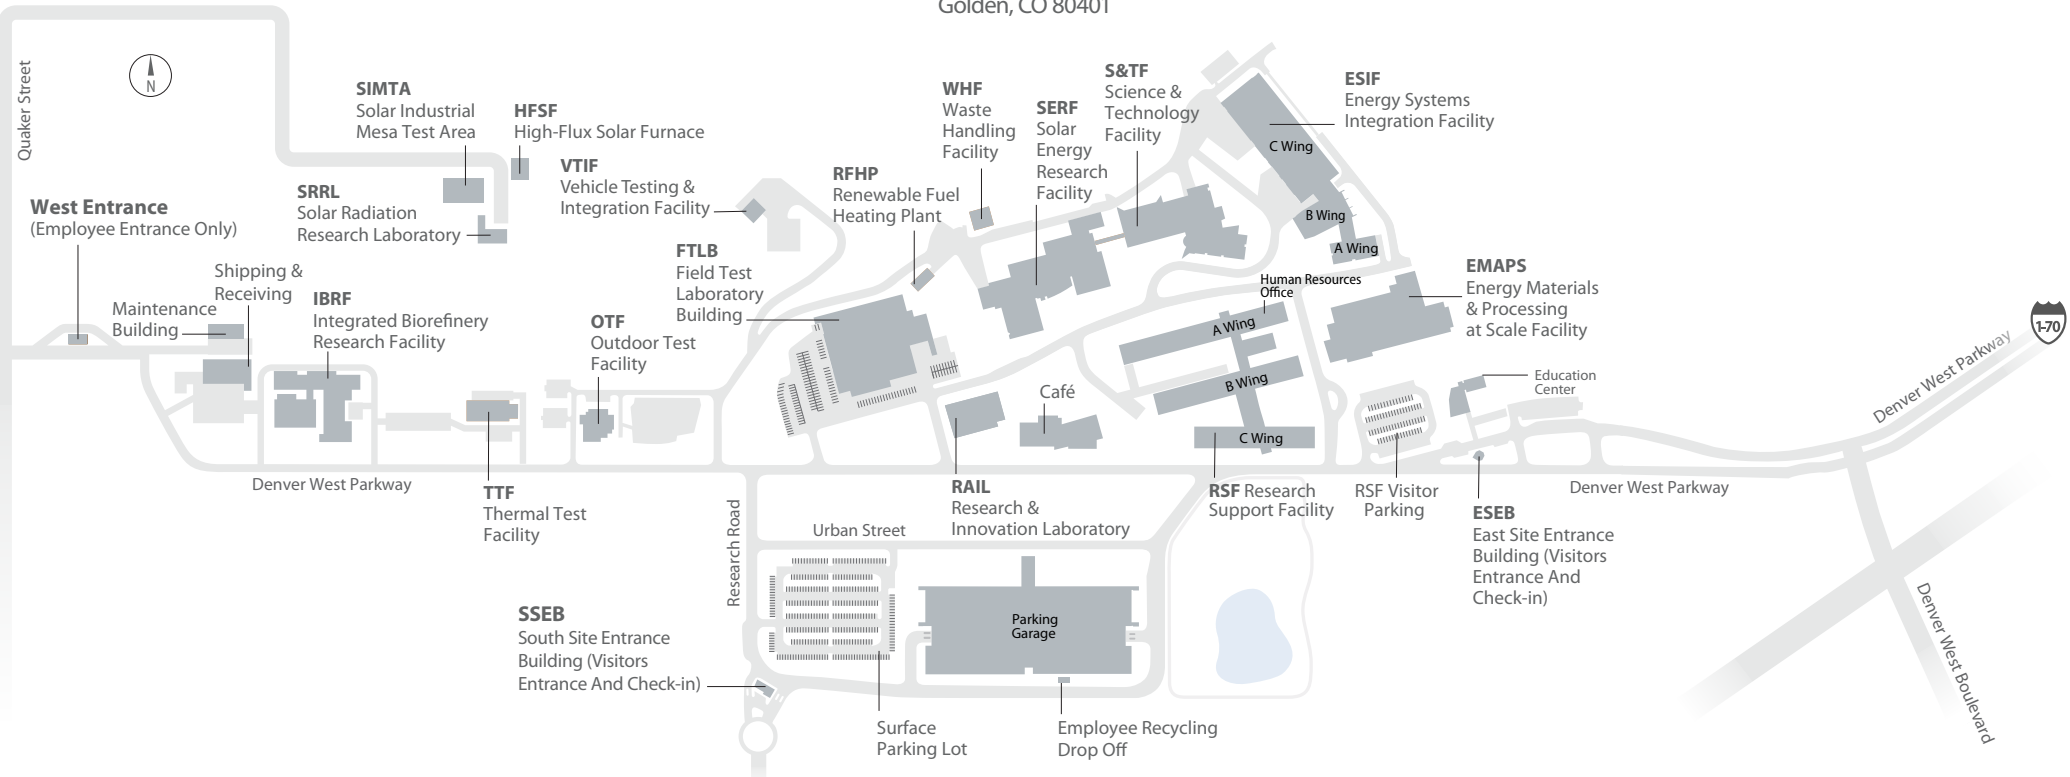 Golden, CO 80401
Quaker Street
N
SIMTA
Solar Industrial
Mesa Test Area
HFSF
High-Flux Solar Furnace
VTIF
Vehicle Testing &
Integration Facility
SRRL
Solar Radiation
Research Laboratory
West Entrance
(Employee Entrance Only)
Shipping &
Receiving
Maintenance
Building
IBRF
Integrated Biorefinery
Research Facility
OTF
Outdoor Test
Facility
FTLB
Field Test
Laboratory
Building
RFHP
Renewable Fuel
Heating Plant
WHF
Waste
Handling
Facility
SERF
Solar
Energy
Research
Facility
S&TF
Science &
Technology
Facility
ESIF
Energy Systems
Integration Facility
C Wing
B Wing
A Wing
Human Resources
Office
EMAPS
Energy Materials
& Processing
at Scale Facility
A Wing
B Wing
C Wing
Café
Education
Center
Denver West Parkway
1-70
Denver West Parkway
TTF
Thermal Test
Facility
RAIL
Research &
Innovation Laboratory
RSF Research
Support Facility
RSF Visitor
Parking
ESEB
East Site Entrance
Building (Visitors
Entrance And
Check-in)
Denver West Parkway
Denver West Boulevard
Research Road
Urban Street
Parking
Garage
SSEB
South Site Entrance
Building (Visitors
Entrance And Check-in)
Surface
Parking Lot
Employee Recycling
Drop Off